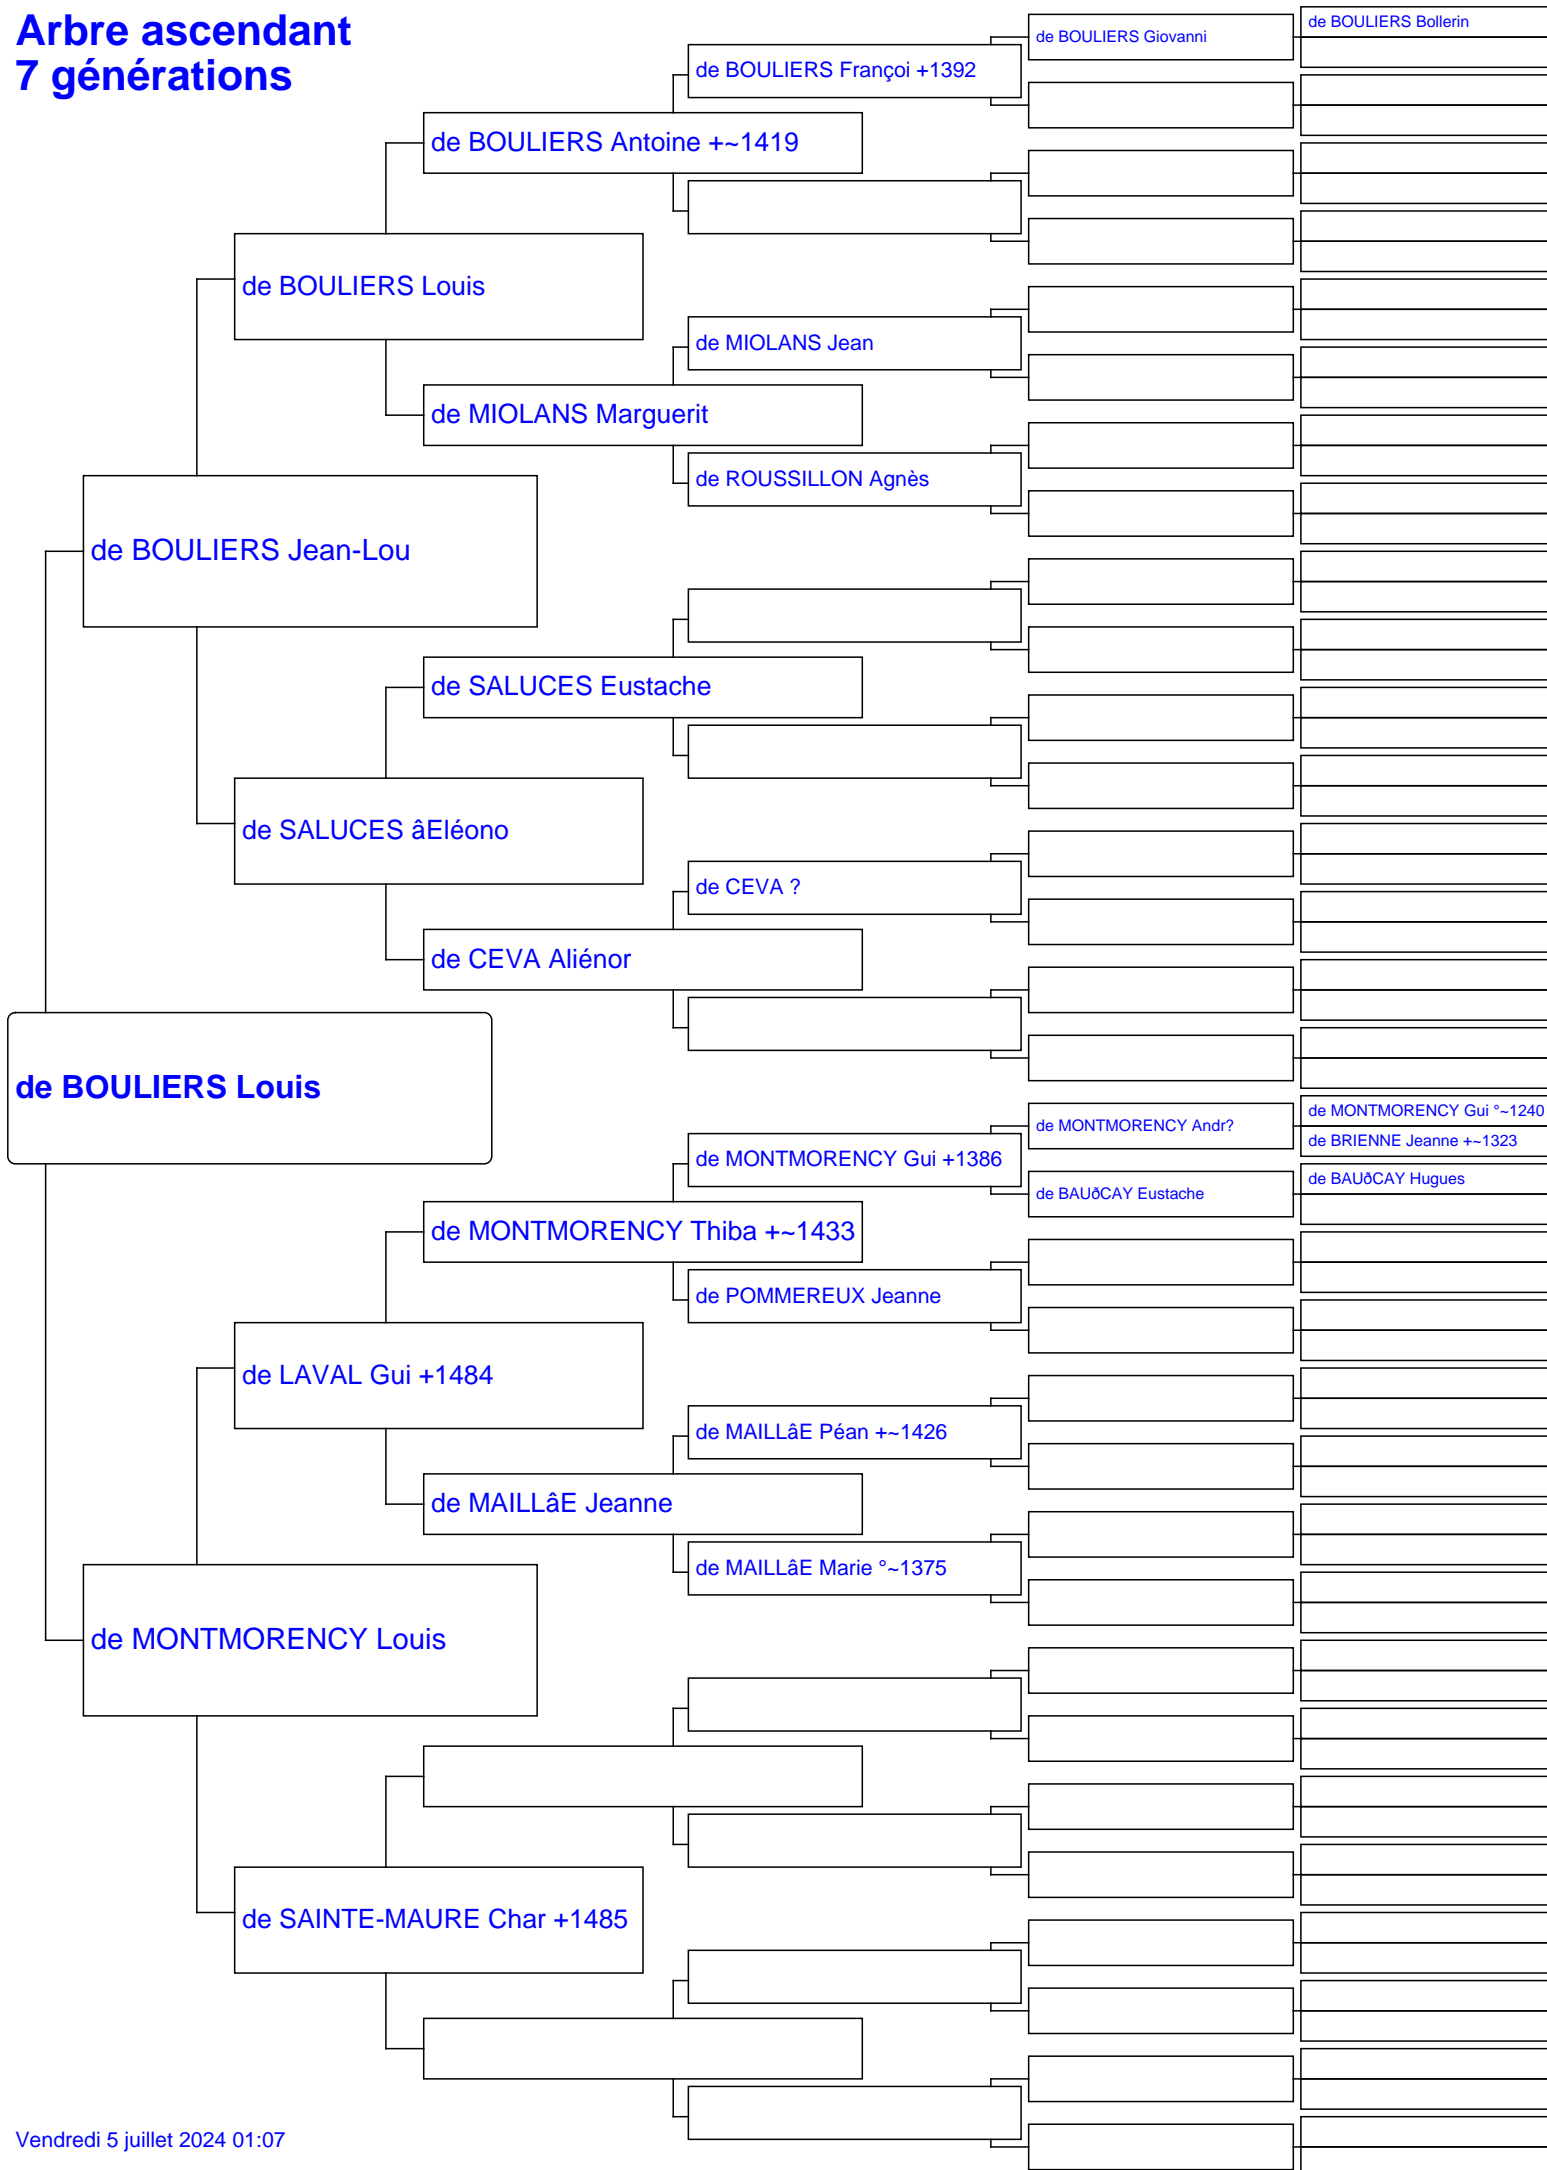 Arbre ascendant
7 générations
de BOULIERS Bollerin
de BOULIERS Giovanni
de BOULIERS Françoi +1392
de BOULIERS Antoine +~1419
de BOULIERS Louis
de MIOLANS Jean
de MIOLANS Marguerit
de ROUSSILLON Agnès
de BOULIERS Jean-Lou
de SALUCES Eustache
de SALUCES âEléono
de CEVA ?
de CEVA Aliénor
de BOULIERS Louis
de MONTMORENCY Gui °~1240
de MONTMORENCY Andr?
de BRIENNE Jeanne +~1323
de MONTMORENCY Gui +1386
de BAUðCAY Hugues
de BAUðCAY Eustache
de MONTMORENCY Thiba +~1433
de POMMEREUX Jeanne
de LAVAL Gui +1484
de MAILLâE Péan +~1426
de MAILLâE Jeanne
de MAILLâE Marie °~1375
de MONTMORENCY Louis
de SAINTE-MAURE Char +1485
Vendredi 5 juillet 2024 01:07